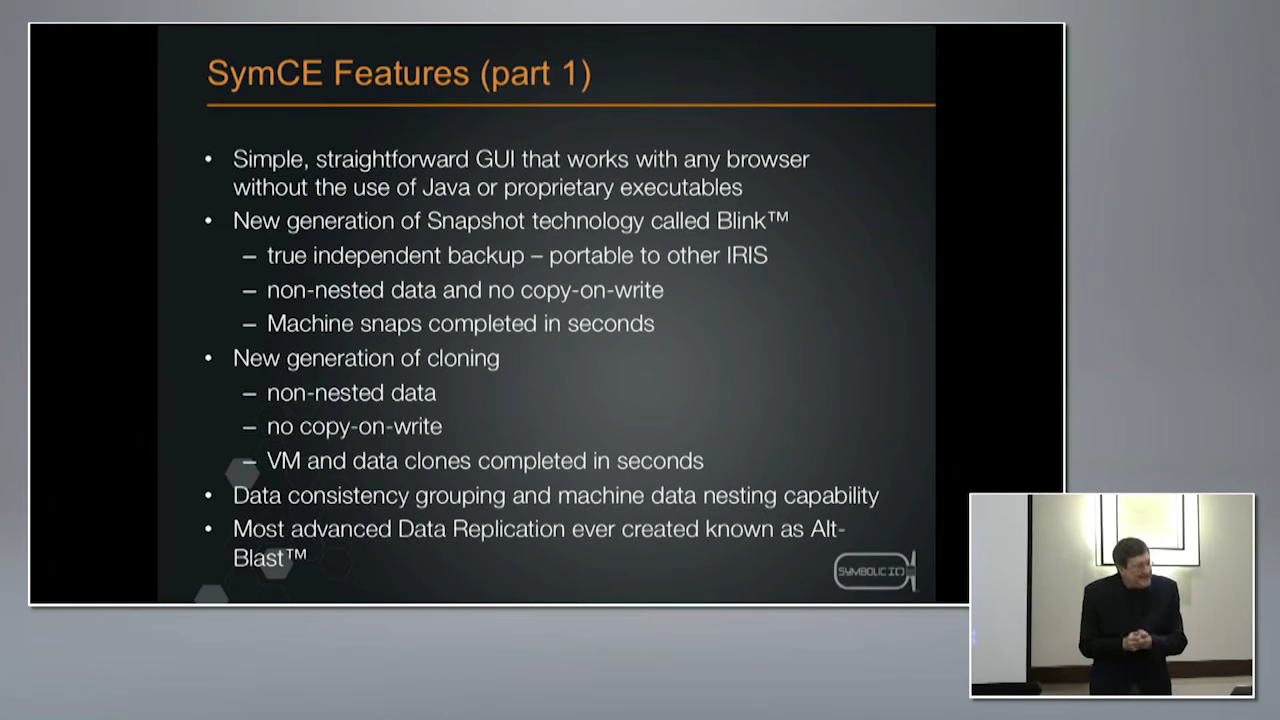 SymCE Features (part 1)
• Simple, straightforward GUI that works with any browser
without the use of Java or proprietary executables
• New generation of Snapshot technology called Blink™
– true independent backup – portable to other IRIS
– non-nested data and no copy-on-write
– Machine snaps completed in seconds
• New generation of cloning
– non-nested data
– no copy-on-write
– VM and data clones completed in seconds
• Data consistency grouping and machine data nesting capability
• Most advanced Data Replication ever created known as Alt-
Blast™
SYMBOLIC IO